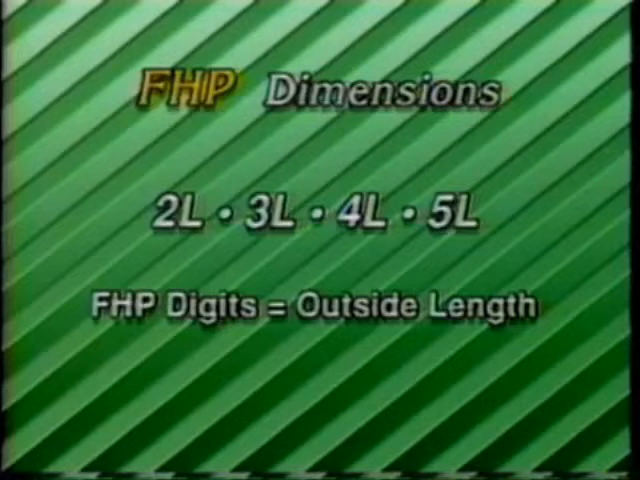 FHP Dimensions
2L • 3L • 4L • 5L
FHP Digits = Outside Length